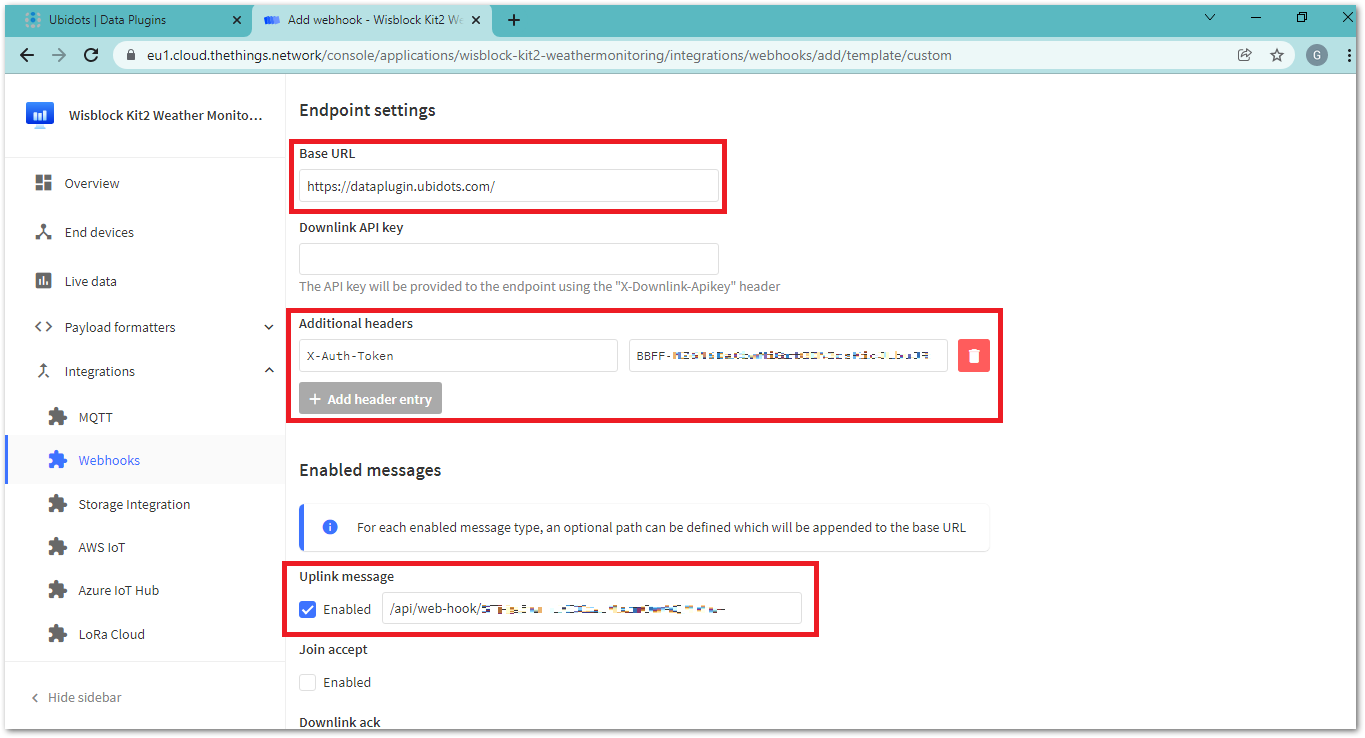 Ubidots | Data Plugins
Add webhook - Wisblock Kit2 We
eu1.cloud.thethings.network/console/applications/wisblock-kit2-weathermonitoring/integrations/webhooks/add/template/custom
G
Wisblock Kit2 Weather Monito...
Overview
End devices
Live data
Payload formatters
Integrations
MQTT
Webhooks
Storage Integration
AWS IoT
Azure IoT Hub
LoRa Cloud
Hide sidebar
Endpoint settings
Base URL
https://dataplugin.ubidots.com/
Downlink API key
The API key will be provided to the endpoint using the "X-Downlink-Apikey" header
Additional headers
X-Auth-Token
BBFF-
+ Add header entry
Enabled messages
For each enabled message type, an optional path can be defined which will be appended to the base URL
Uplink message
Enabled
/api/web-hook/
Join accept
Enabled
Downlink ack